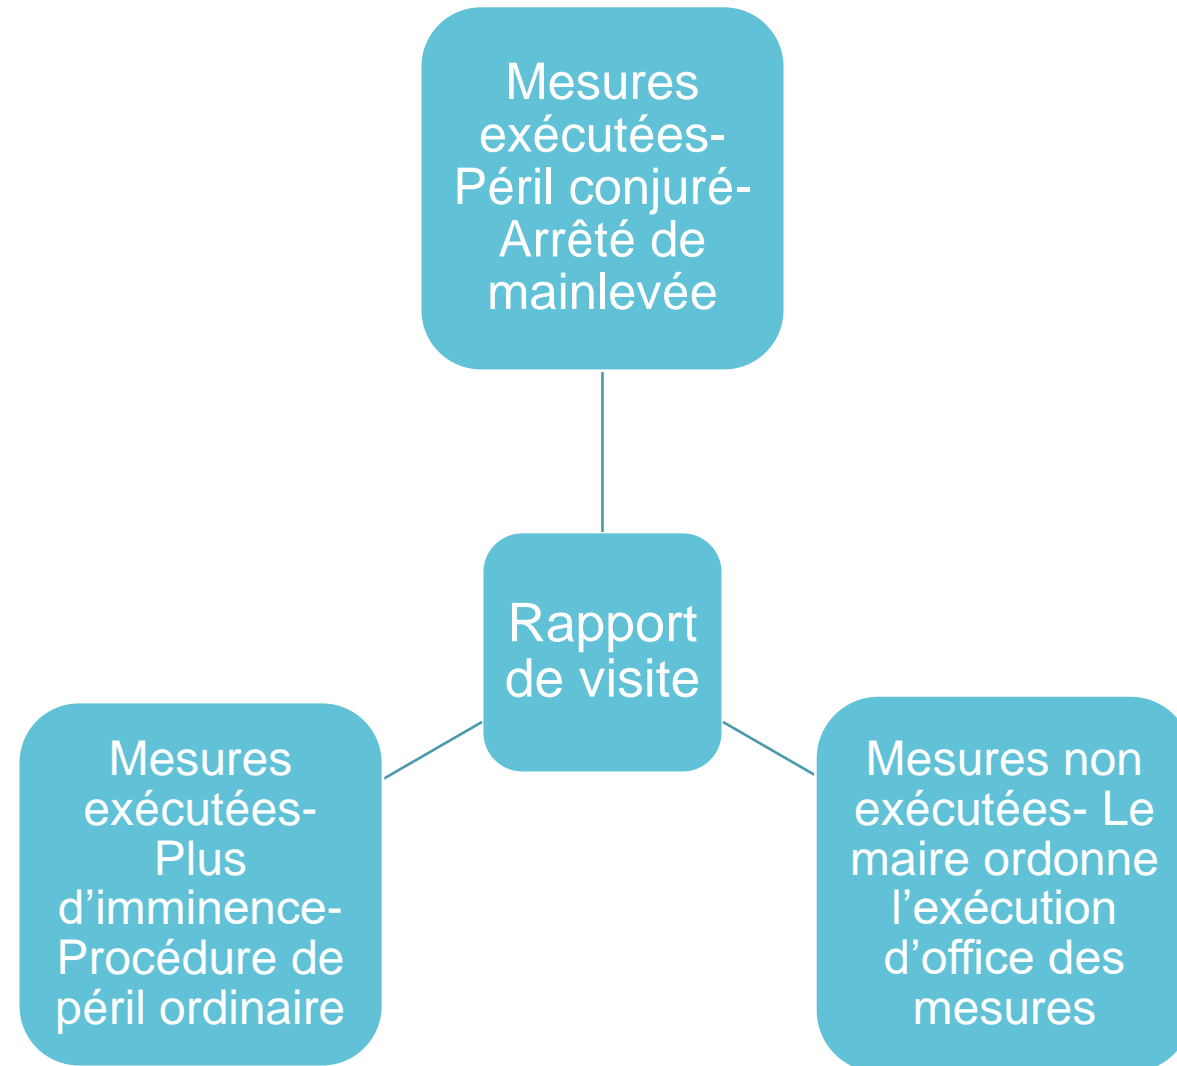 Mesures
exécutées-
Péril conjuré-
Arrêté de
mainlevée
Rapport
de visite
Mesures
exécutées-
Plus
d’imminence-
Procédure de
péril ordinaire
Mesures non
exécutées- Le
maire ordonne
l’exécution
d’office des
mesures